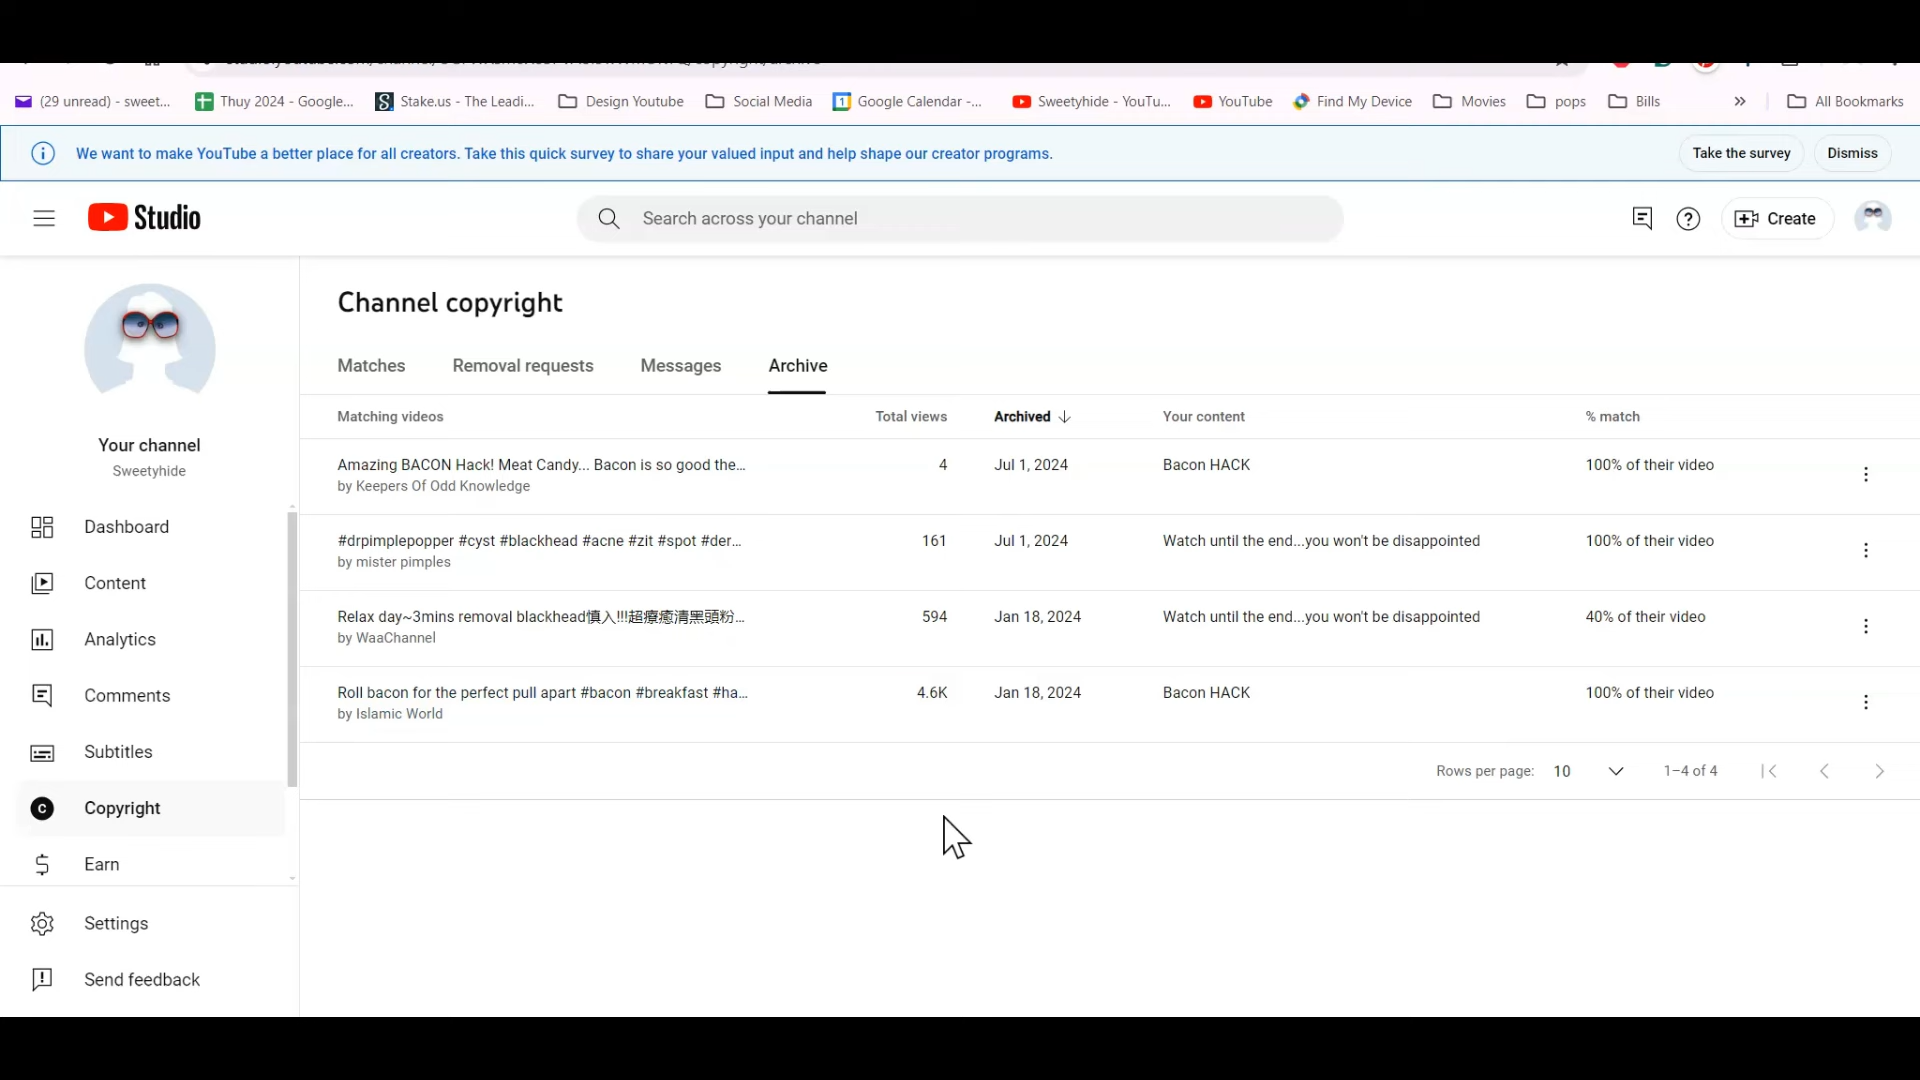 (29 unread) - sweet... Thuy 2024 - Google... Stake.us - The Leadi... Design Youtube Social Media Google Calendar -... Sweetyhide - YouTu... YouTube Find My Device Movies pops Bills » All Bookmarks
We want to make YouTube a better place for all creators. Take this quick survey to share your valued input and help shape our creator programs. Take the survey Dismiss
Studio Search across your channel Create
Channel copyright
Matches Removal requests Messages Archive
Matching videos Total views Archived ↓ Your content % match
Amazing BACON Hack! Meat Candy... Bacon is so good the... 4 Jul 1, 2024 Bacon HACK 100% of their video
by Keepers Of Odd Knowledge
#drpimplepopper #cyst #blackhead #acne #zit #spot #der... 161 Jul 1, 2024 Watch until the end...you won't be disappointed 100% of their video
by mister pimples
Relax day~3mins removal blackhead慎入!!!超療癒清黑頭粉... 594 Jan 18, 2024 Watch until the end...you won't be disappointed 40% of their video
by WaaChannel
Roll bacon for the perfect pull apart #bacon #breakfast #ha... 4.6K Jan 18, 2024 Bacon HACK 100% of their video
by Islamic World
Rows per page: 10 1–4 of 4
Your channel
Sweetyhide
Dashboard
Content
Analytics
Comments
Subtitles
Copyright
Earn
Settings
Send feedback